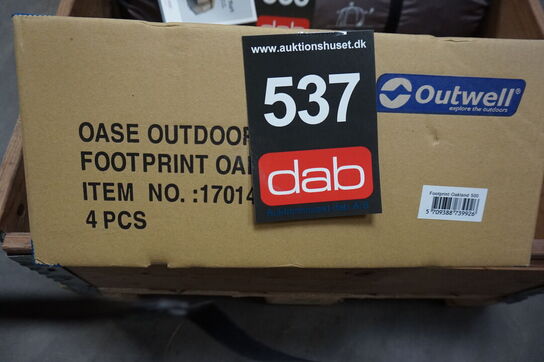 www.auktionshuset.dk
537
dab
Outwell®
explore the outdoors
OASE OUTDOOR
FOOTPRINT OA
ITEM NO. :17014
4 PCS
Footprint Oakland 500
5 709388 739926